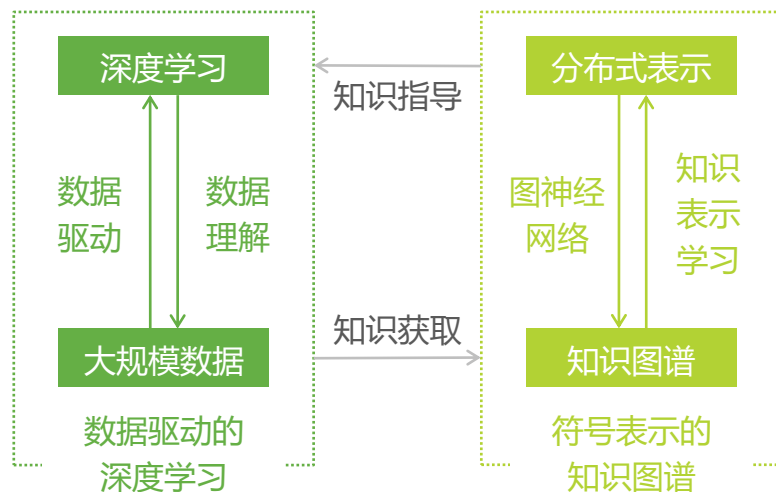 深度学习
分布式表示
知识指导
数据
驱动
数据
理解
图神经
网络
知识
表示
学习
知识获取
大规模数据
知识图谱
数据驱动的
深度学习
符号表示的
知识图谱